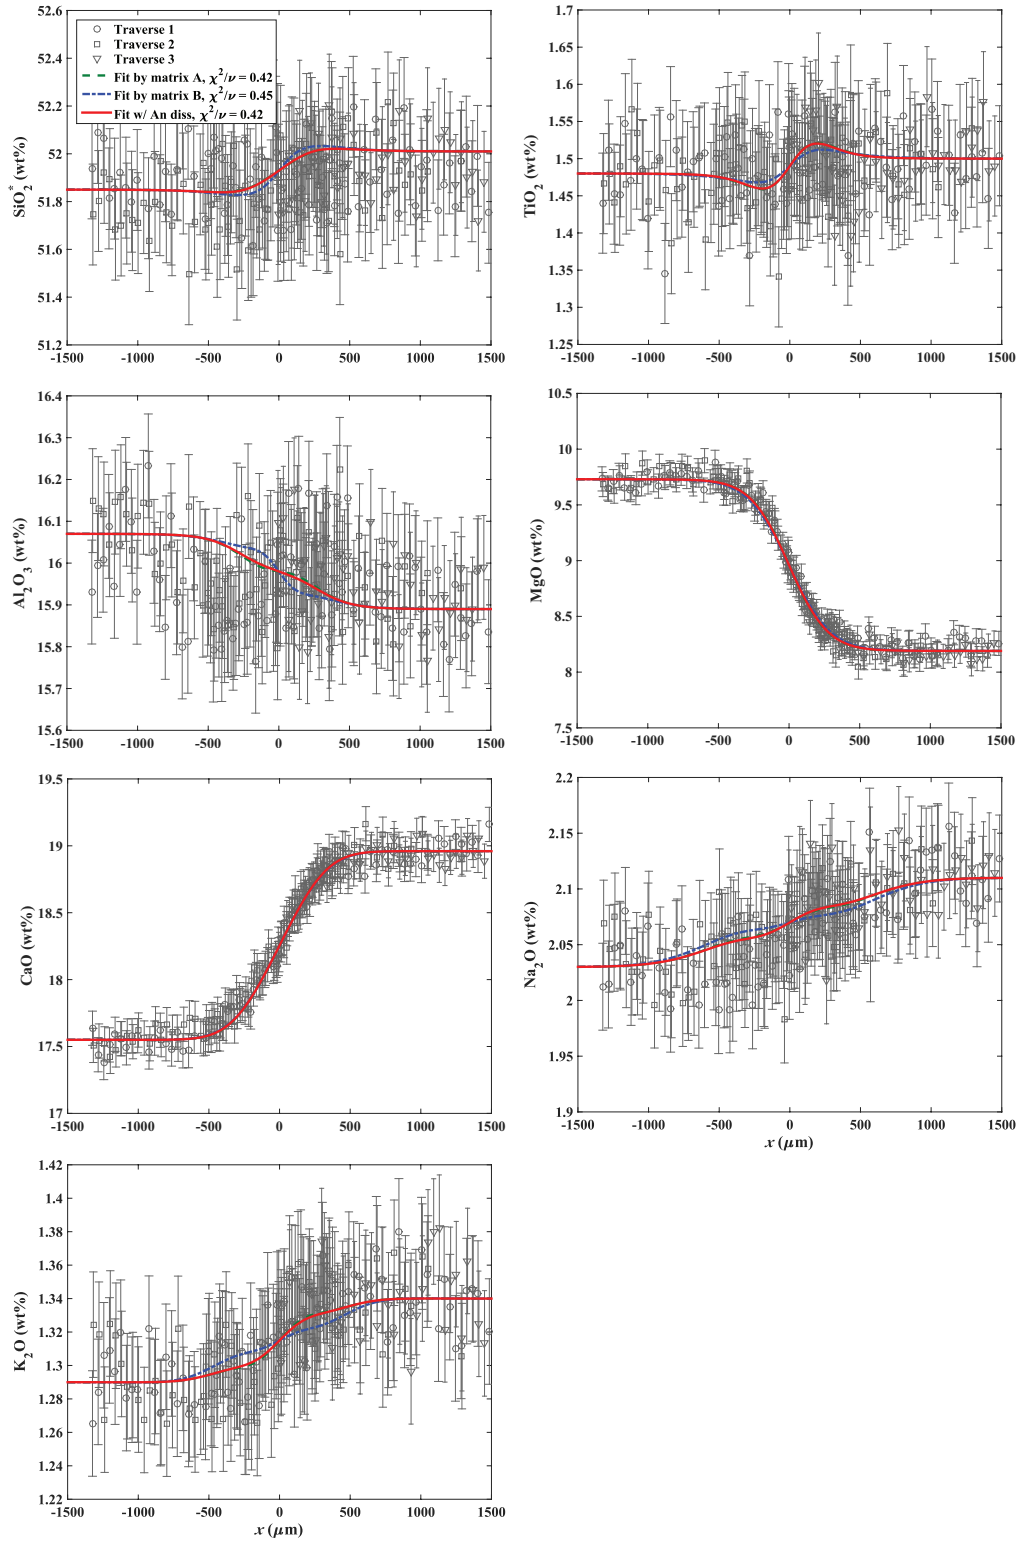 52.6
52.4
52.2
52
51.8
51.6
51.4
51.2
SiO2* (wt%)
Traverse 1
Traverse 2
Traverse 3
Fit by matrix A, χ2/ν = 0.42
Fit by matrix B, χ2/ν = 0.45
Fit w/ An diss, χ2/ν = 0.42
-1500 -1000 -500 0 500 1000 1500
1.7
1.65
1.6
1.55
1.5
1.45
1.4
1.35
1.3
1.25
TiO2 (wt%)
-1500 -1000 -500 0 500 1000 1500
16.4
16.3
16.2
16.1
16
15.9
15.8
15.7
15.6
Al2O3 (wt%)
-1500 -1000 -500 0 500 1000 1500
10.5
10
9.5
9
8.5
8
7.5
MgO (wt%)
-1500 -1000 -500 0 500 1000 1500
19.5
19
18.5
18
17.5
17
CaO (wt%)
-1500 -1000 -500 0 500 1000 1500
2.2
2.15
2.1
2.05
2
1.95
1.9
Na2O (wt%)
-1500 -1000 -500 0 500 1000 1500
x (μm)
1.42
1.4
1.38
1.36
1.34
1.32
1.3
1.28
1.26
1.24
1.22
K2O (wt%)
-1500 -1000 -500 0 500 1000 1500
x (μm)